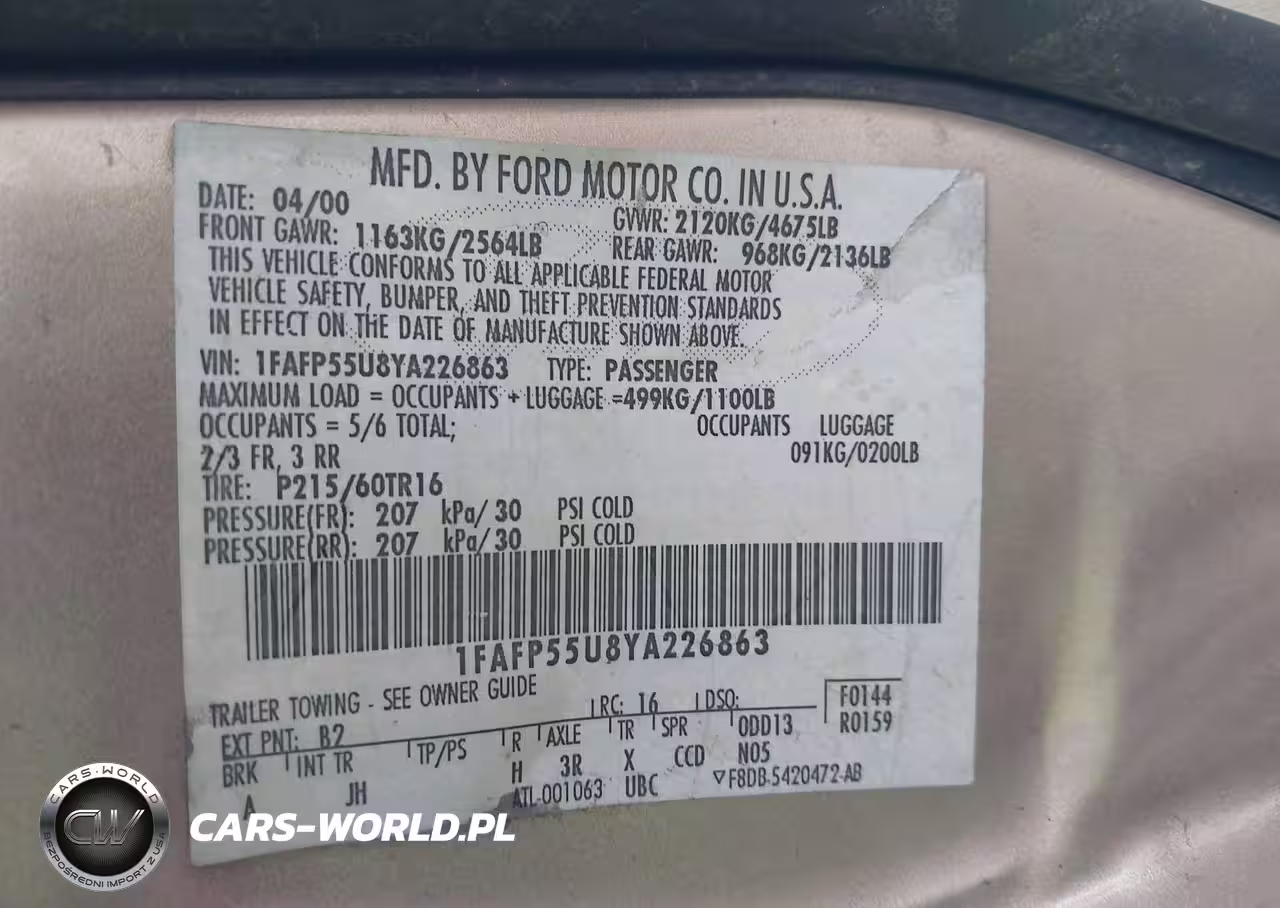 MFD. BY FORD MOTOR CO. IN U.S.A.
DATE: 04/00
GVWR: 2120KG/4675LB
FRONT GAWR: 1163KG/2564LB
REAR GAWR: 968KG/2136LB
THIS VEHICLE CONFORMS TO ALL APPLICABLE FEDERAL MOTOR
VEHICLE SAFETY, BUMPER, AND THEFT PREVENTION STANDARDS
IN EFFECT ON THE DATE OF MANUFACTURE SHOWN ABOVE.
VIN: 1FAFP55U8YA226863 TYPE: PASSENGER
MAXIMUM LOAD = OCCUPANTS + LUGGAGE =499KG/1100LB
OCCUPANTS = 5/6 TOTAL; OCCUPANTS LUGGAGE
2/3 FR, 3 RR 091KG/0200LB
TIRE: P215/60TR16
PRESSURE(FR): 207 kPa/ 30 PSI COLD
PRESSURE(RR): 207 kPa/ 30 PSI COLD
1FAFP55U8YA226863
TRAILER TOWING - SEE OWNER GUIDE
RC: 16 DSO: F0144
EXT PNT: B2 R0159
BRK INT TR TP/PS R AXLE TR SPR ODD13
A JH H 3R X CCD N05
ATL-001063 UBC ▽F8DB-5420472-AB
CARS-WORLD
CW
BEZPOŚREDNI IMPORT Z USA
CARS-WORLD.PL